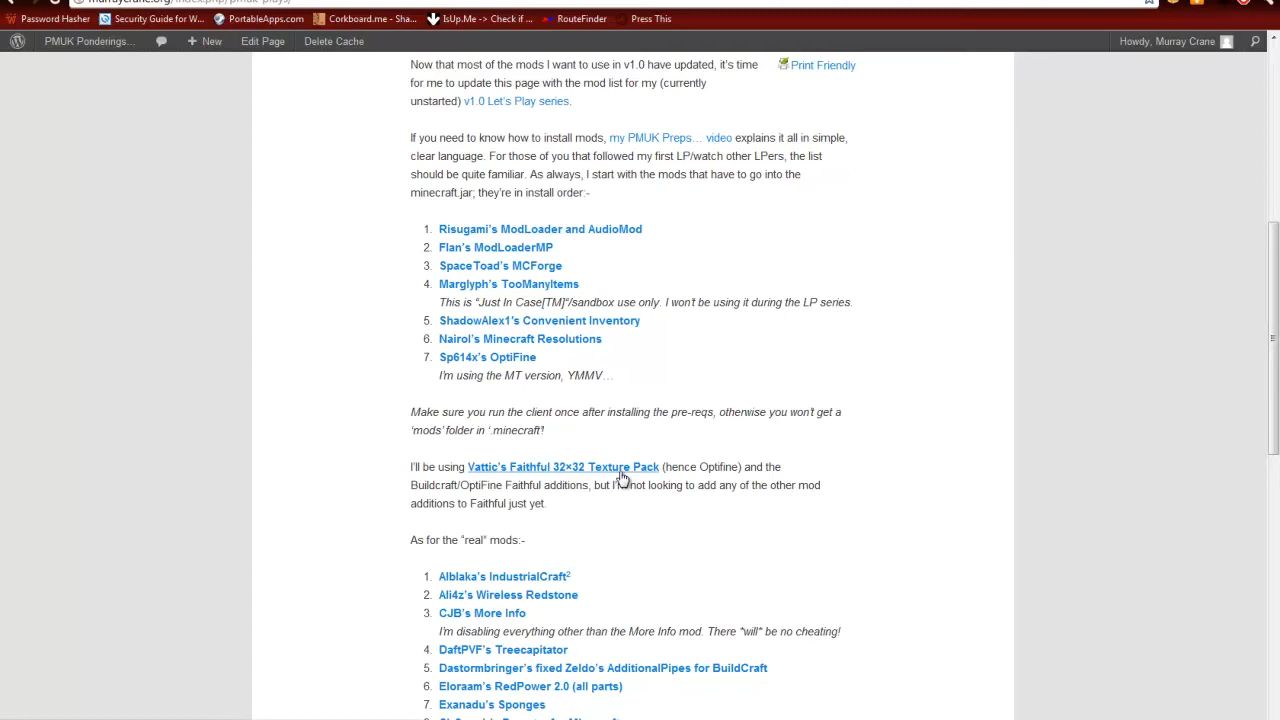 murraycrane.org/index.php/pmuk-plays/
Password Hasher Security Guide for W... PortableApps.com Corkboard.me - Sha... IsUp.Me -> Check if ... RouteFinder Press This
PMUK Ponderings... + New Edit Page Delete Cache Howdy, Murray Crane
Now that most of the mods I want to use in v1.0 have updated, it's time
Print Friendly
for me to update this page with the mod list for my (currently
unstarted) v1.0 Let's Play series.
If you need to know how to install mods, my PMUK Preps... video explains it all in simple,
clear language. For those of you that followed my first LP/watch other LPers, the list
should be quite familiar. As always, I start with the mods that have to go into the
minecraft.jar; they're in install order:-
1. Risugami's ModLoader and AudioMod
2. Flan's ModLoaderMP
3. SpaceToad's MCForge
4. Marglyph's TooManyItems
This is "Just In Case[TM]"/sandbox use only. I won't be using it during the LP series.
5. ShadowAlex1's Convenient Inventory
6. Nairol's Minecraft Resolutions
7. Sp614x's OptiFine
I'm using the MT version, YMMV...
Make sure you run the client once after installing the pre-reqs, otherwise you won't get a
'mods' folder in '.minecraft'!
I'll be using Vattic's Faithful 32×32 Texture Pack (hence Optifine) and the
Buildcraft/OptiFine Faithful additions, but I'm not looking to add any of the other mod
additions to Faithful just yet.
As for the "real" mods:-
1. Alblaka's IndustrialCraft²
2. Ali4z's Wireless Redstone
3. CJB's More Info
I'm disabling everything other than the More Info mod. There *will* be no cheating!
4. DaftPVF's Treecapitator
5. Dastormbringer's fixed Zeldo's AdditionalPipes for BuildCraft
6. Eloraam's RedPower 2.0 (all parts)
7. Exanadu's Sponges